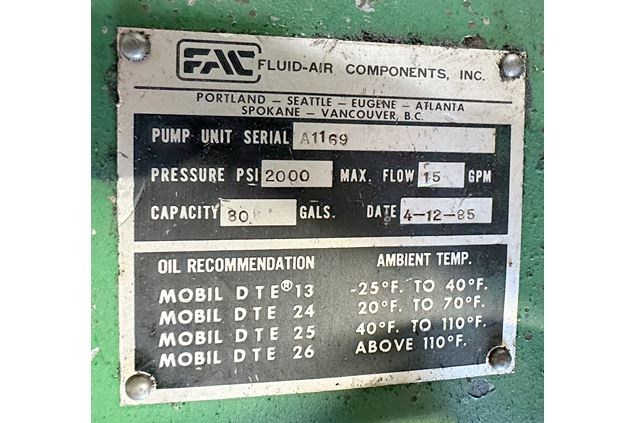 FAC FLUID-AIR COMPONENTS, INC.
PORTLAND – SEATTLE – EUGENE – ATLANTA
SPOKANE – VANCOUVER, B.C.
PUMP UNIT SERIAL A1169
PRESSURE PSI 2000 MAX. FLOW 15 GPM
CAPACITY 80 GALS. DATE 4-12-85
OIL RECOMMENDATION AMBIENT TEMP.
MOBIL DTE® 13 -25°F. TO 40°F.
MOBIL DTE 24 20°F. TO 70°F.
MOBIL DTE 25 40°F. TO 110°F.
MOBIL DTE 26 ABOVE 110°F.